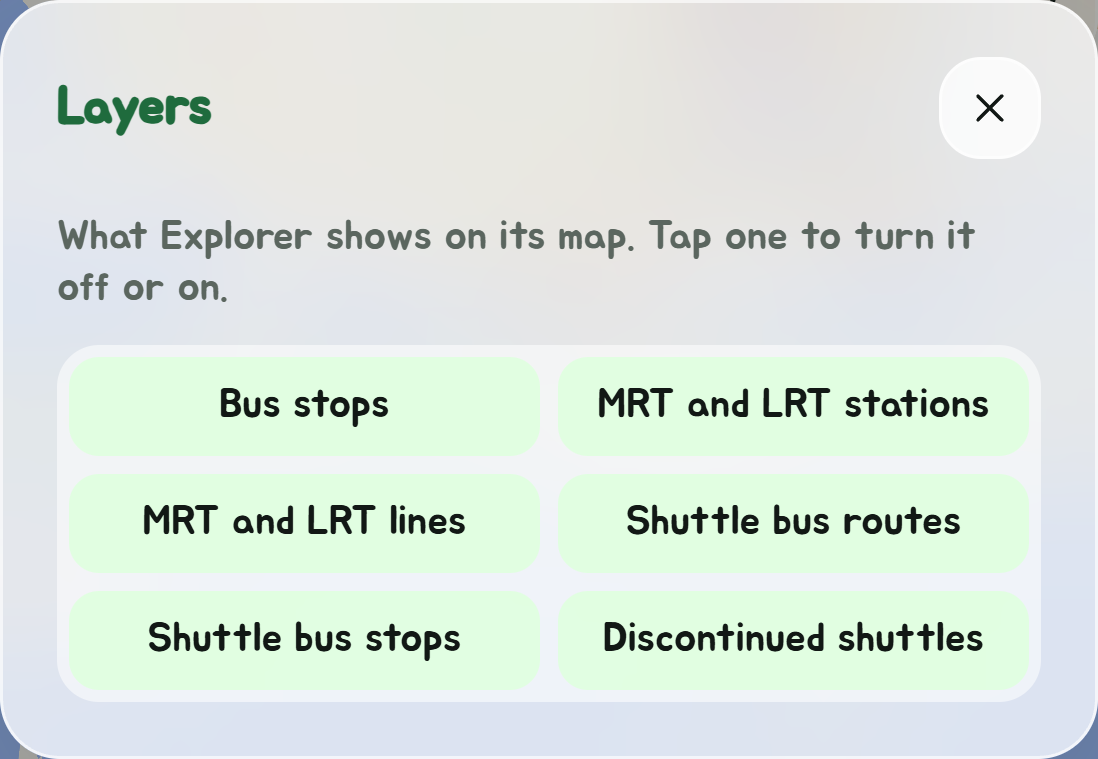 Layers
What Explorer shows on its map. Tap one to turn it
off or on.
Bus stops
MRT and LRT stations
MRT and LRT lines
Shuttle bus routes
Shuttle bus stops
Discontinued shuttles